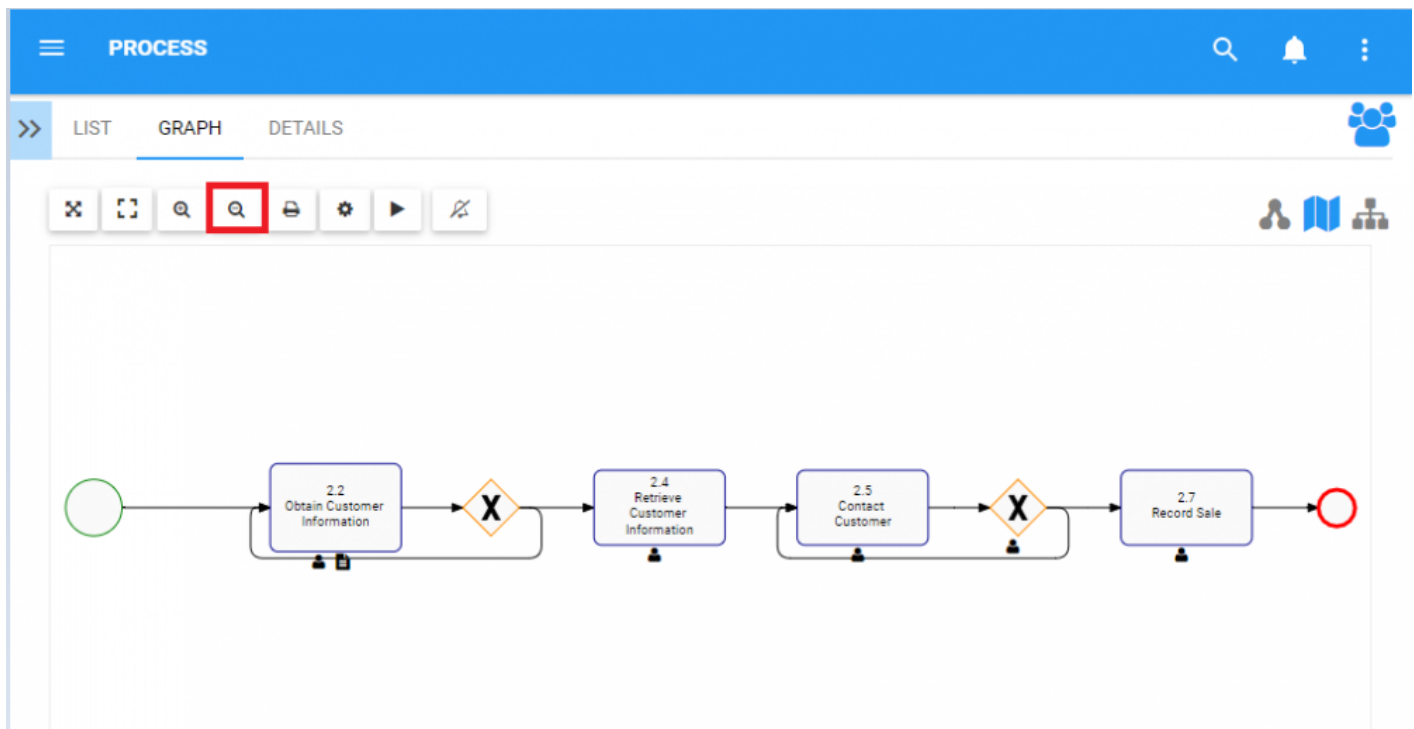 PROCESS
LIST GRAPH DETAILS
2.2
Obtain Customer
Information
X
2.4
Retrieve
Customer
Information
2.5
Contact
Customer
X
2.7
Record Sale